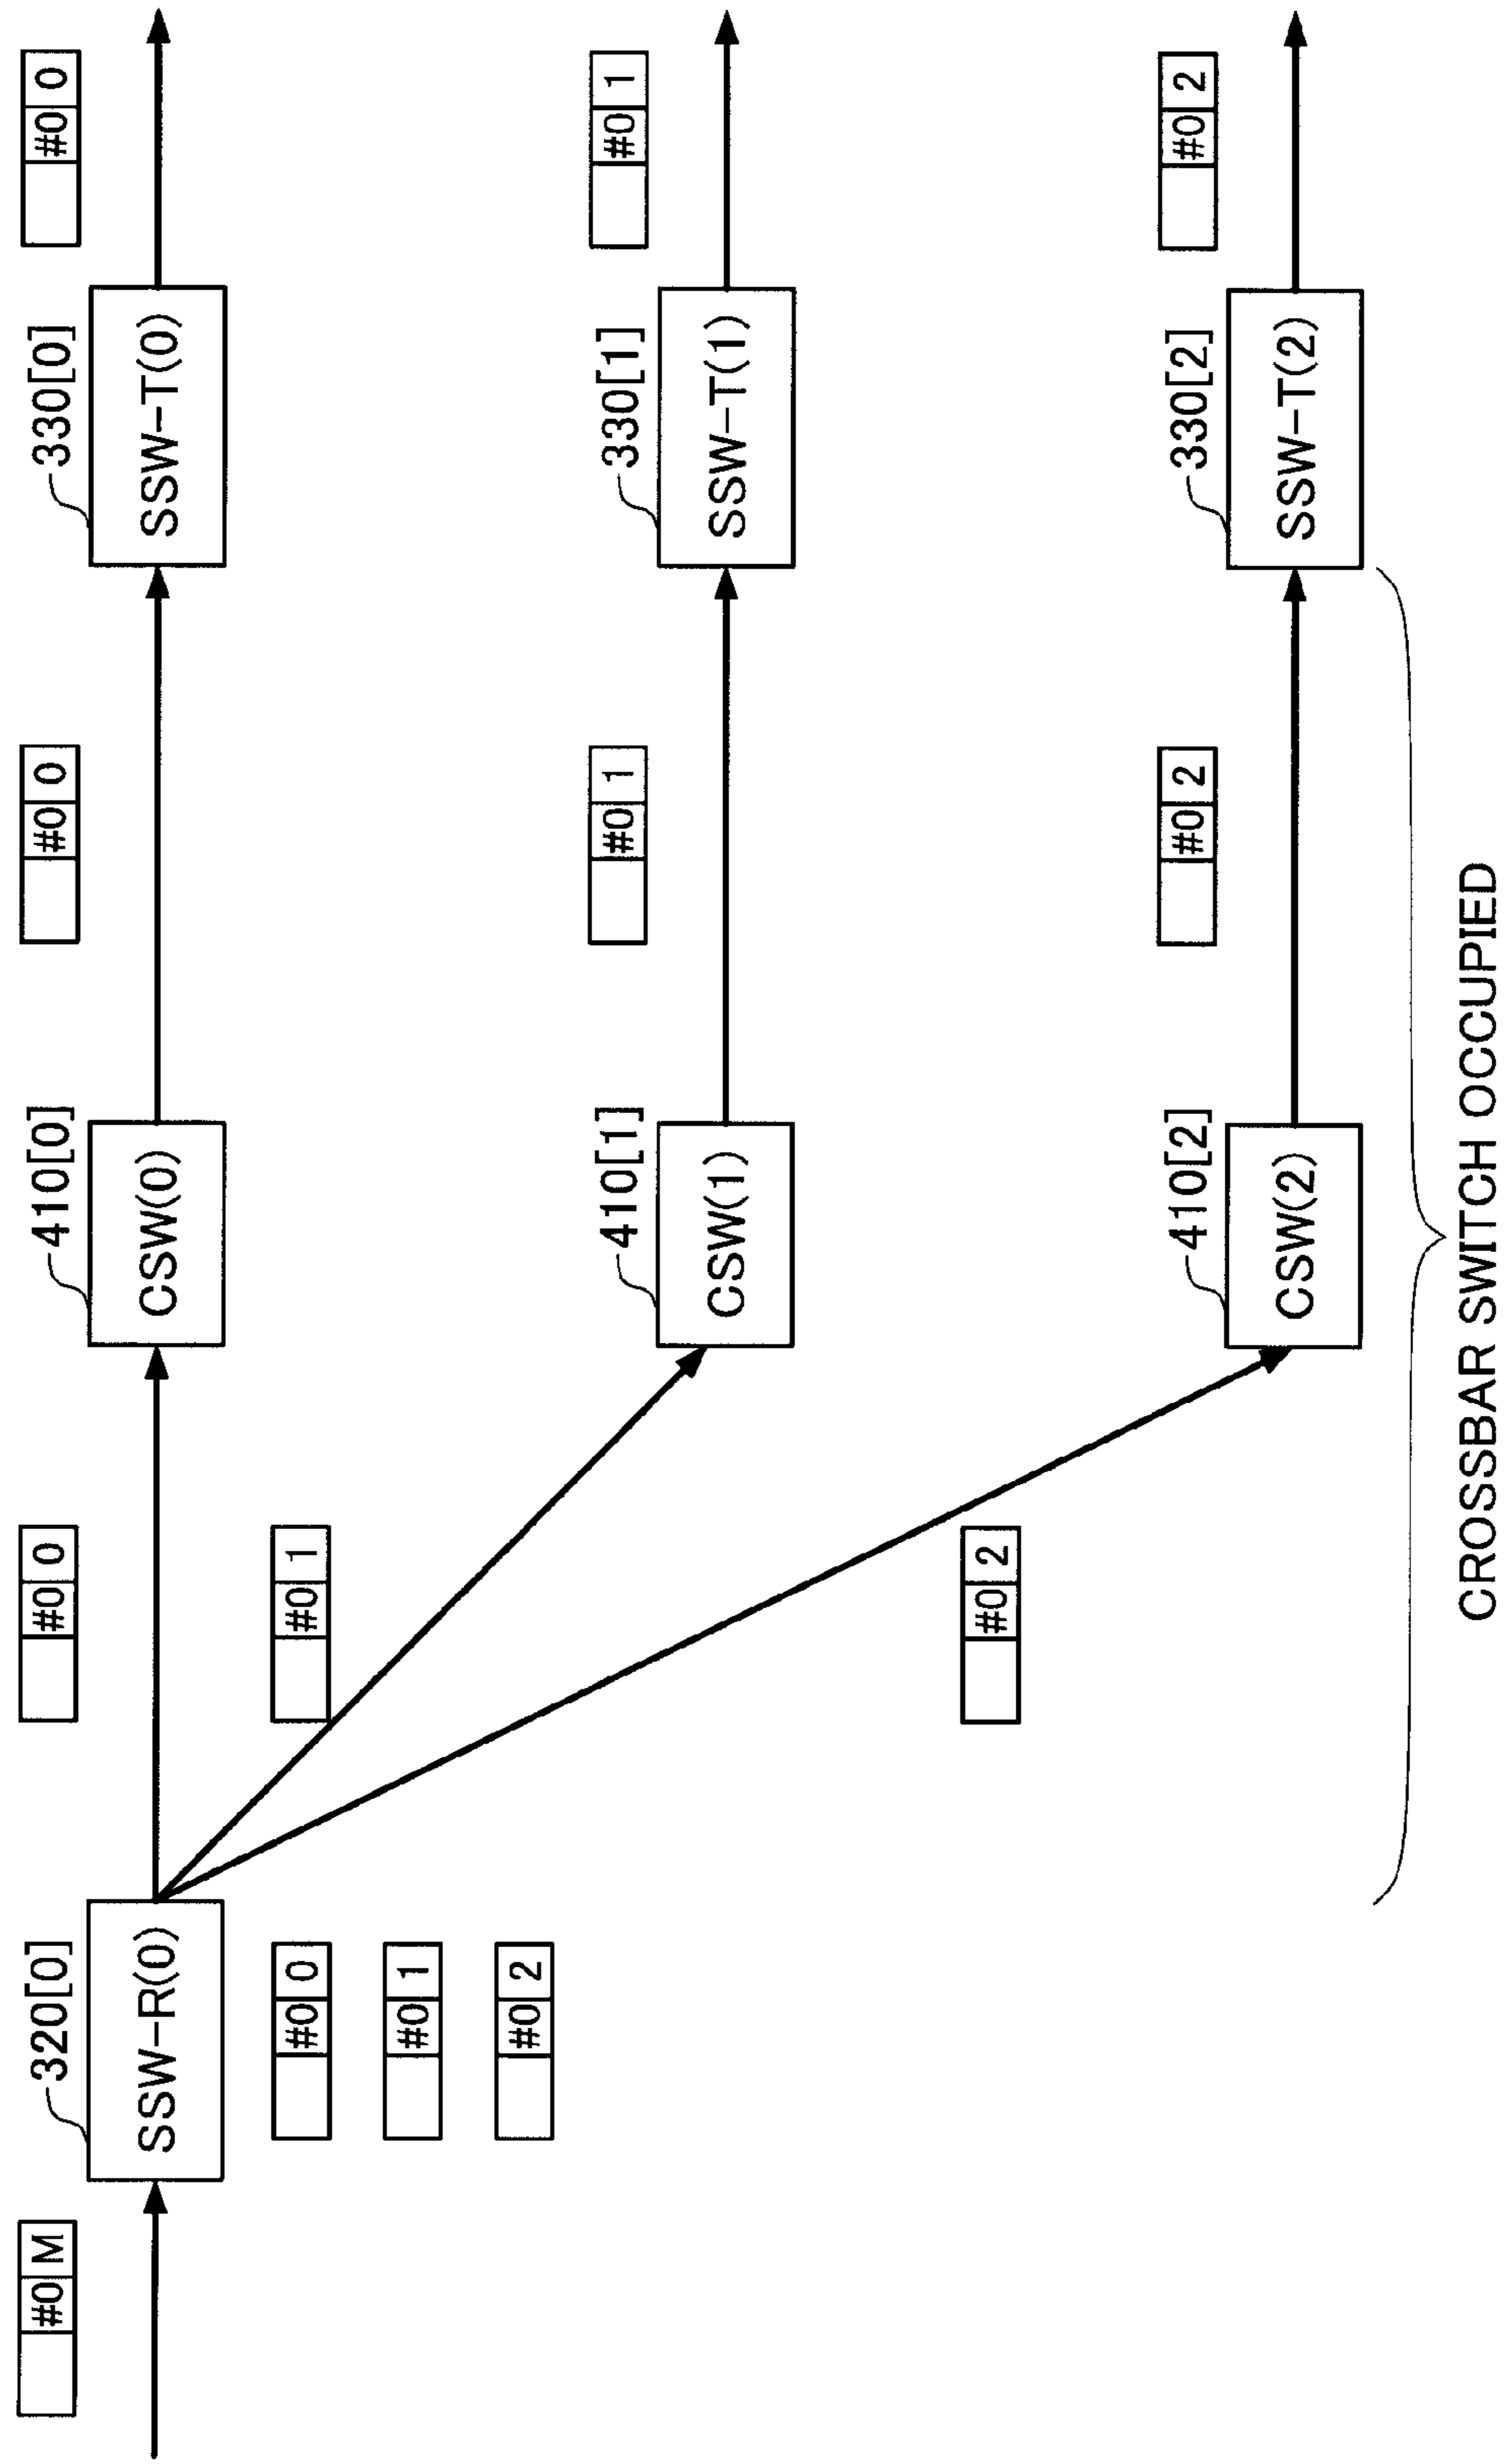 #0 M
320[0]
SSW-R(0)
#0 0
#0 1
#0 2
#0 0
#0 1
#0 2
410[0]
CSW(0)
410[1]
CSW(1)
410[2]
CSW(2)
#0 0
#0 1
#0 2
330[0]
SSW-T(0)
330[1]
SSW-T(1)
330[2]
SSW-T(2)
#0 0
#0 1
#0 2
CROSSBAR SWITCH OCCUPIED